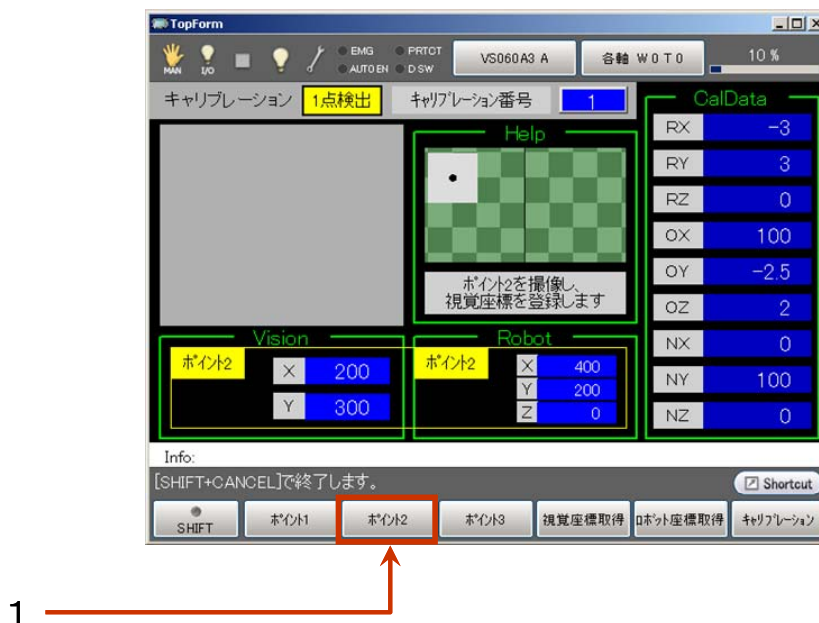 TopForm
MAN
I/O
EMG
AUTO EN
PRTCT
D SW
VS060A3 A
各軸 W 0 T 0
10 %
キャリブレーション
1点検出
ｷｬﾘﾌﾞﾚｰｼｮﾝ番号
1
CalData
RX -3
RY 3
RZ 0
OX 100
OY -2.5
OZ 2
NX 0
NY 100
NZ 0
Help
ﾎﾟｲﾝﾄ2を撮像し、
視覚座標を登録します
Vision
ﾎﾟｲﾝﾄ2
X 200
Y 300
Robot
ﾎﾟｲﾝﾄ2
X 400
Y 200
Z 0
Info:
[SHIFT+CANCEL]で終了します。
Shortcut
SHIFT
ﾎﾟｲﾝﾄ1
ﾎﾟｲﾝﾄ2
ﾎﾟｲﾝﾄ3
視覚座標取得
ﾛﾎﾞｯﾄ座標取得
ｷｬﾘﾌﾞﾚｰｼｮﾝ
1